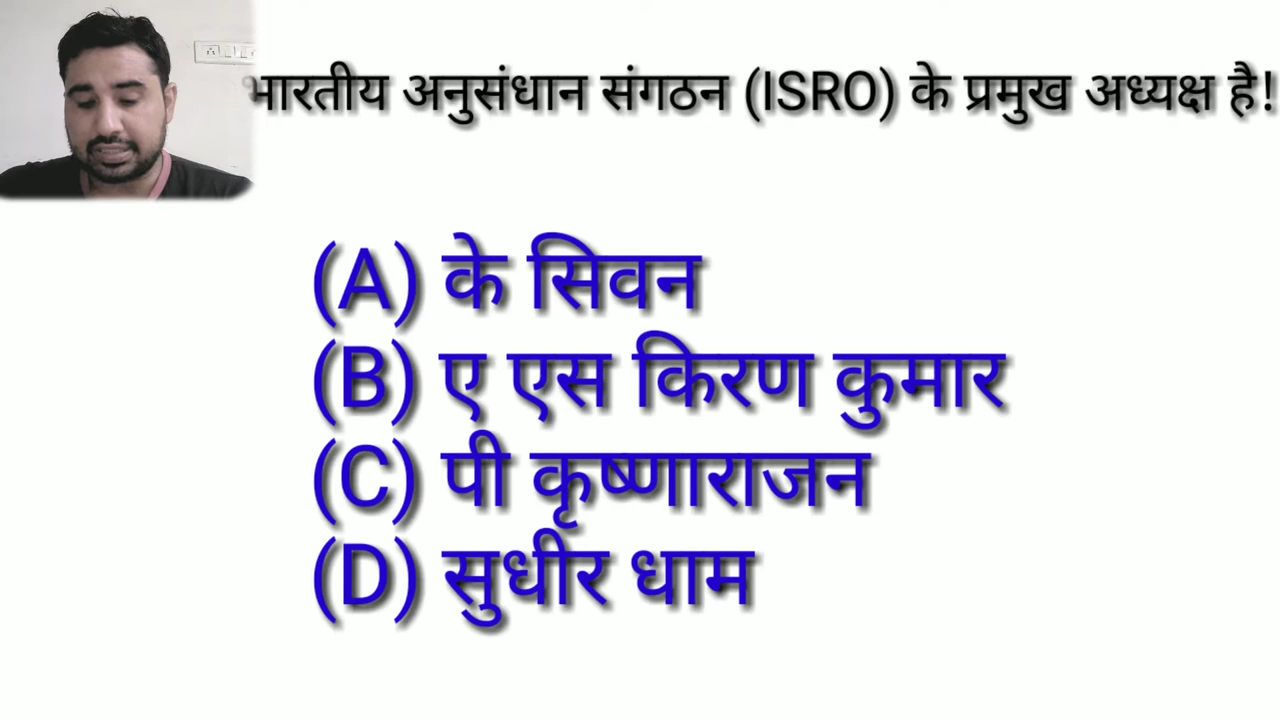 भारतीय अनुसंधान संगठन (ISRO) के प्रमुख अध्यक्ष है!
(A) के सिवन
(B) ए एस किरण कुमार
(C) पी कृष्णाराजन
(D) सुधीर धाम